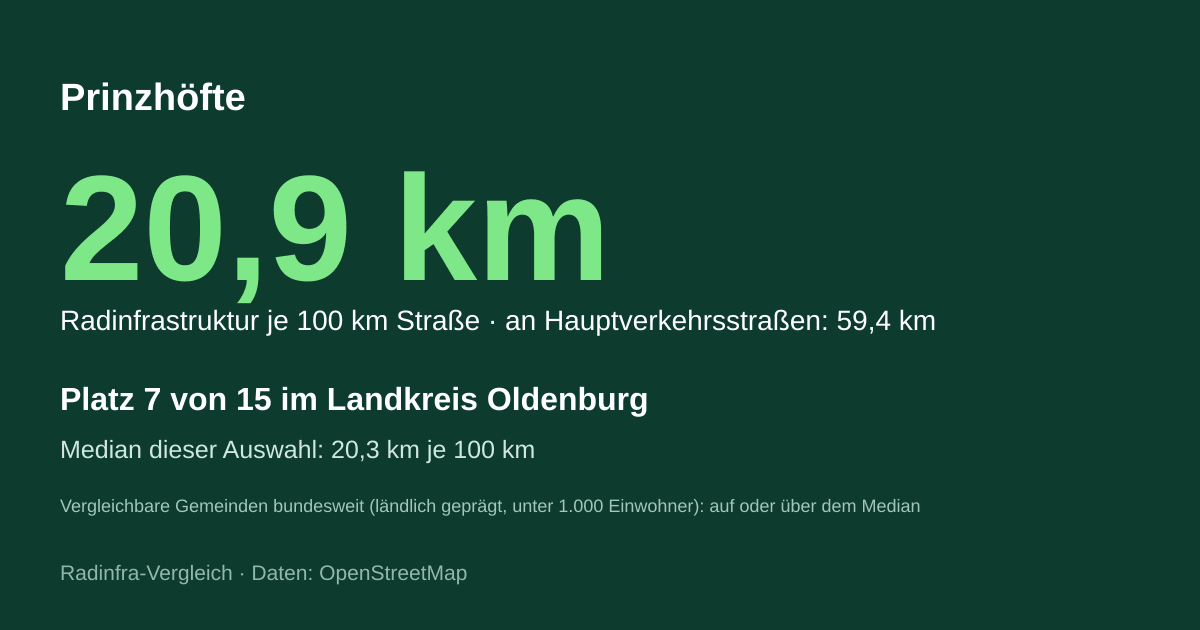 Prinzhöfte
20,9 km
Radinfrastruktur je 100 km Straße · an Hauptverkehrsstraßen: 59,4 km
Platz 7 von 15 im Landkreis Oldenburg
Median dieser Auswahl: 20,3 km je 100 km
Vergleichbare Gemeinden bundesweit (ländlich geprägt, unter 1.000 Einwohner): auf oder über dem Median
Radinfra-Vergleich · Daten: OpenStreetMap